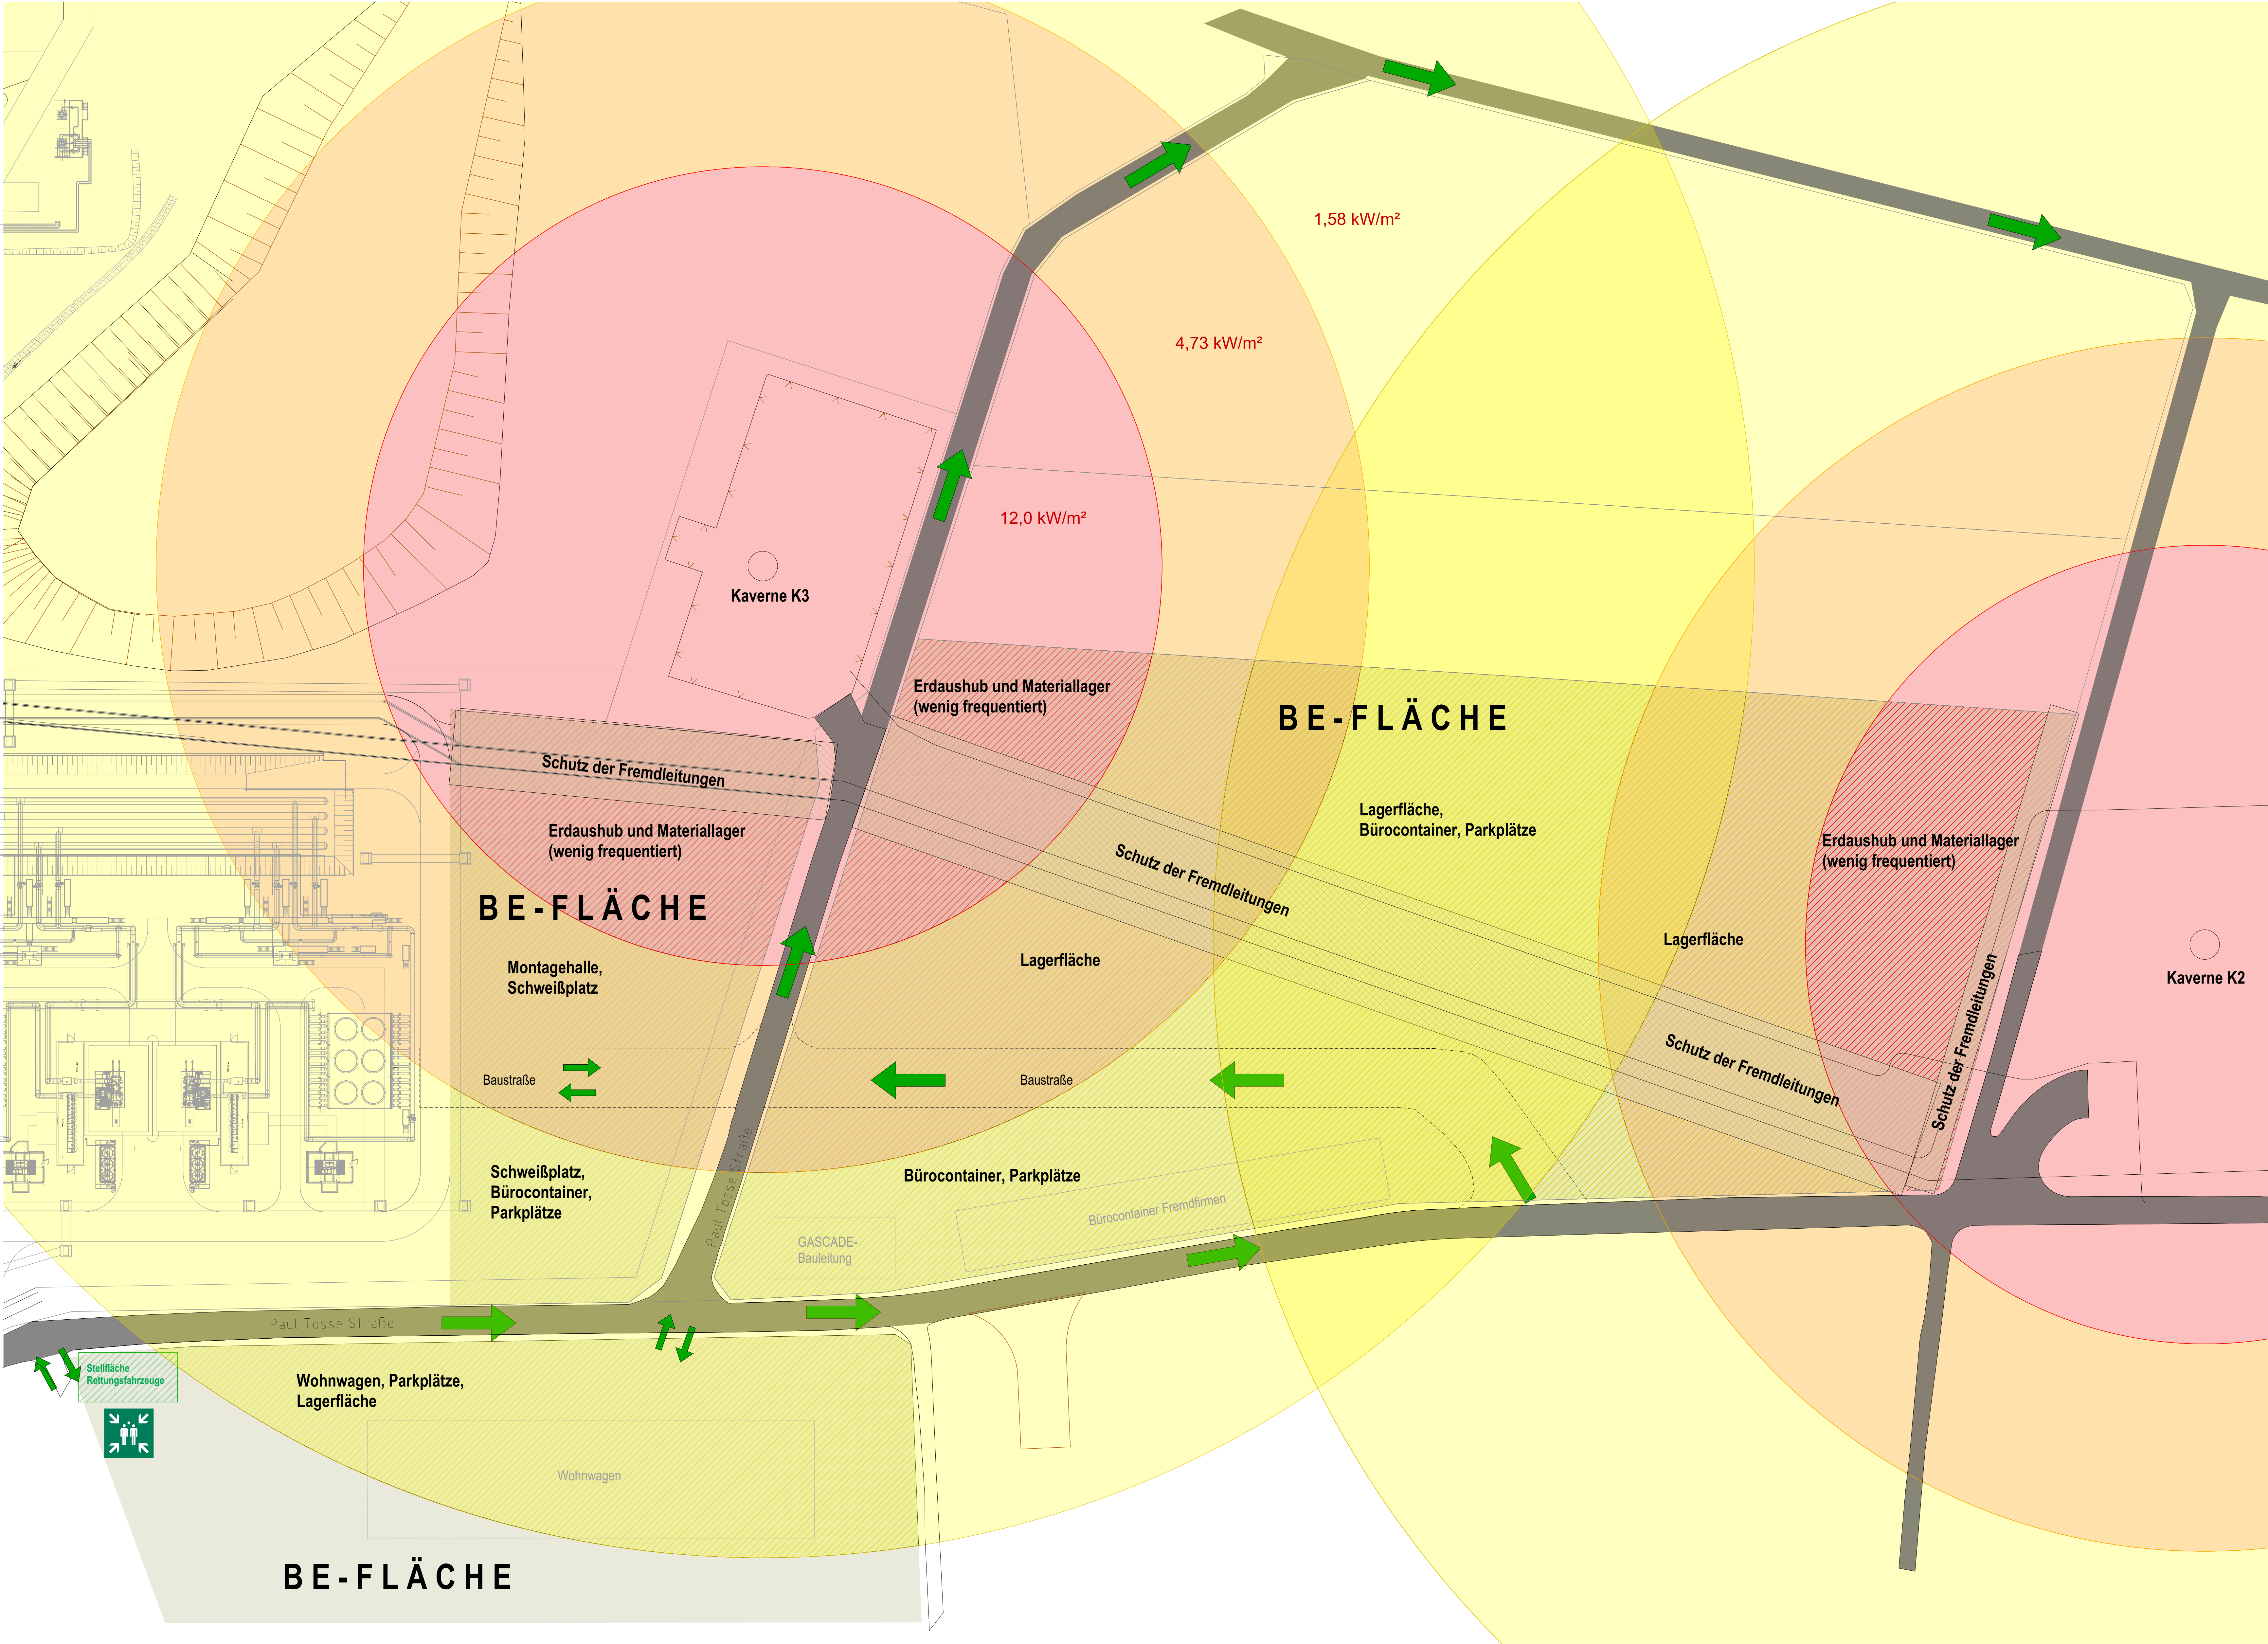 1,58 kW/m²
4,73 kW/m²
12,0 kW/m²
Kaverne K3
Erdaushub und Materiallager
(wenig frequentiert)
BE-FLÄCHE
Schutz der Fremdleitungen
Lagerfläche,
Bürocontainer, Parkplätze
Erdaushub und Materiallager
(wenig frequentiert)
Erdaushub und Materiallager
(wenig frequentiert)
Schutz der Fremdleitungen
BE-FLÄCHE
Lagerfläche
Lagerfläche
Montagehalle,
Schweißplatz
Kaverne K2
Schutz der Fremdleitungen
Schutz der Fremdleitungen
Baustraße
Baustraße
Paul Tosse Straße
Schweißplatz,
Bürocontainer,
Parkplätze
Bürocontainer, Parkplätze
Bürocontainer Fremdfirmen
GASCADE-
Bauleitung
Paul Tosse Straße
Stellfläche
Rettungsfahrzeuge
Wohnwagen, Parkplätze,
Lagerfläche
Wohnwagen
BE-FLÄCHE